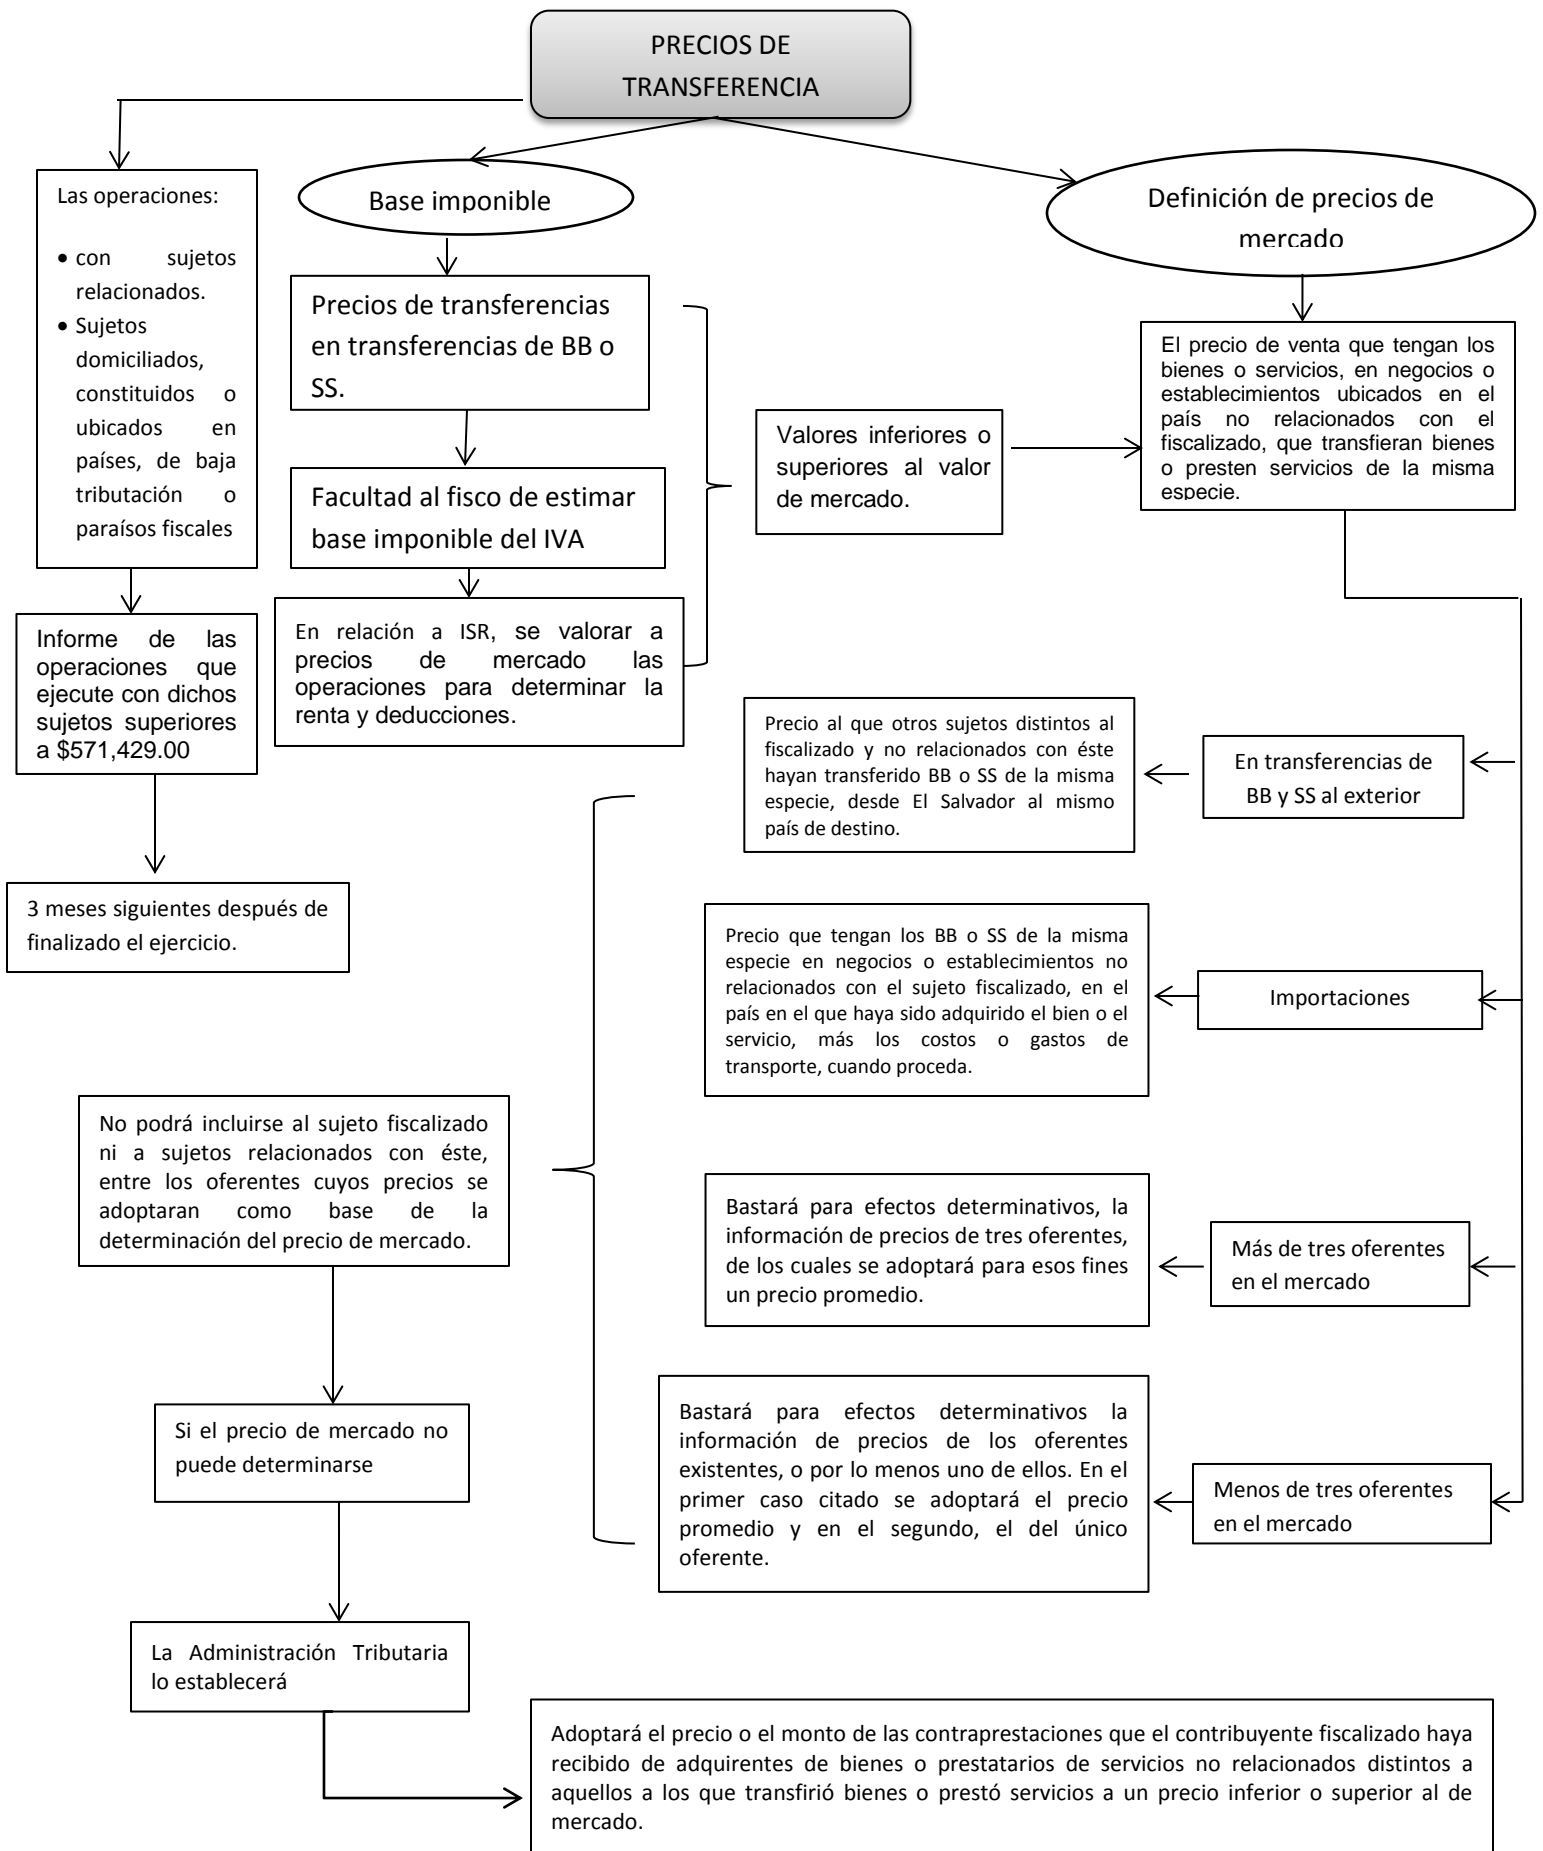 PRECIOS DE
TRANSFERENCIA
Las operaciones:
• con sujetos
relacionados.
• Sujetos
domiciliados,
constituidos o
ubicados en
países, de baja
tributación o
paraísos fiscales
Informe de las
operaciones que
ejecute con dichos
sujetos superiores
a $571,429.00
3 meses siguientes después de
finalizado el ejercicio.
Base imponible
Precios de transferencias
en transferencias de BB o
SS.
Facultad al fisco de estimar
base imponible del IVA
En relación a ISR, se valorar a
precios de mercado las
operaciones para determinar la
renta y deducciones.
Valores inferiores o
superiores al valor
de mercado.
Definición de precios de
mercado
El precio de venta que tengan los
bienes o servicios, en negocios o
establecimientos ubicados en el
país no relacionados con el
fiscalizado, que transfieran bienes
o presten servicios de la misma
especie.
En transferencias de
BB y SS al exterior
Precio al que otros sujetos distintos al
fiscalizado y no relacionados con éste
hayan transferido BB o SS de la misma
especie, desde El Salvador al mismo
país de destino.
Importaciones
Precio que tengan los BB o SS de la misma
especie en negocios o establecimientos no
relacionados con el sujeto fiscalizado, en el
país en el que haya sido adquirido el bien o el
servicio, más los costos o gastos de
transporte, cuando proceda.
Más de tres oferentes
en el mercado
Bastará para efectos determinativos, la
información de precios de tres oferentes,
de los cuales se adoptará para esos fines
un precio promedio.
Menos de tres oferentes
en el mercado
Bastará para efectos determinativos la
información de precios de los oferentes
existentes, o por lo menos uno de ellos. En el
primer caso citado se adoptará el precio
promedio y en el segundo, el del único
oferente.
No podrá incluirse al sujeto fiscalizado
ni a sujetos relacionados con éste,
entre los oferentes cuyos precios se
adoptaran como base de la
determinación del precio de mercado.
Si el precio de mercado no
puede determinarse
La Administración Tributaria
lo establecerá
Adoptará el precio o el monto de las contraprestaciones que el contribuyente fiscalizado haya
recibido de adquirentes de bienes o prestatarios de servicios no relacionados distintos a
aquellos a los que transfirió bienes o prestó servicios a un precio inferior o superior al de
mercado.